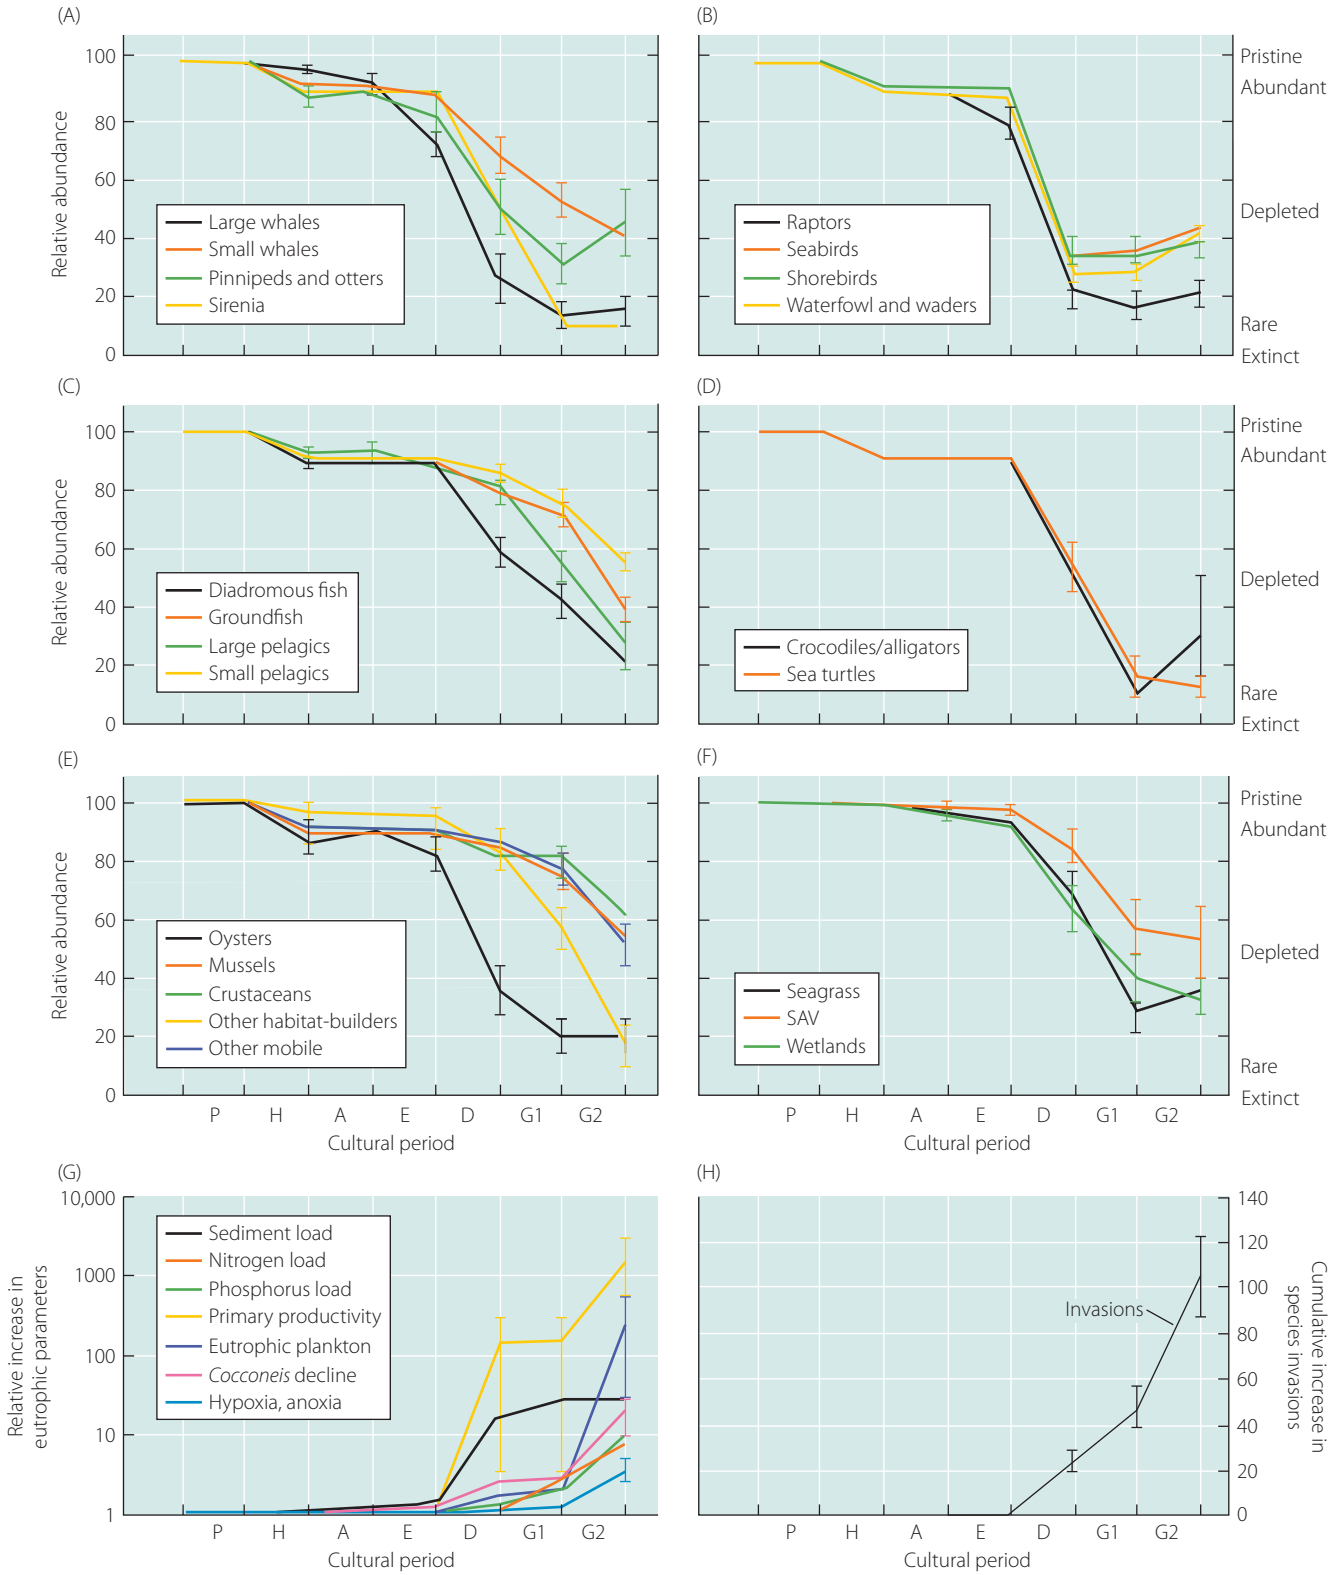 (A)
Relative abundance
100
80
60
40
20
0
Large whales
Small whales
Pinnipeds and otters
Sirenia
(B)
Raptors
Seabirds
Shorebirds
Waterfowl and waders
Pristine
Abundant
Depleted
Rare
Extinct
(C)
Relative abundance
100
80
60
40
20
0
Diadromous fish
Groundfish
Large pelagics
Small pelagics
(D)
Crocodiles/alligators
Sea turtles
Pristine
Abundant
Depleted
Rare
Extinct
(E)
Relative abundance
100
80
60
40
20
0
Oysters
Mussels
Crustaceans
Other habitat-builders
Other mobile
P H A E D G1 G2
Cultural period
(F)
Seagrass
SAV
Wetlands
Pristine
Abundant
Depleted
Rare
Extinct
P H A E D G1 G2
Cultural period
(G)
Relative increase in
eutrophic parameters
10,000
1000
100
10
1
Sediment load
Nitrogen load
Phosphorus load
Primary productivity
Eutrophic plankton
Cocconeis decline
Hypoxia, anoxia
P H A E D G1 G2
Cultural period
(H)
Invasions
140
120
100
80
60
40
20
0
Cumulative increase in
species invasions
P H A E D G1 G2
Cultural period